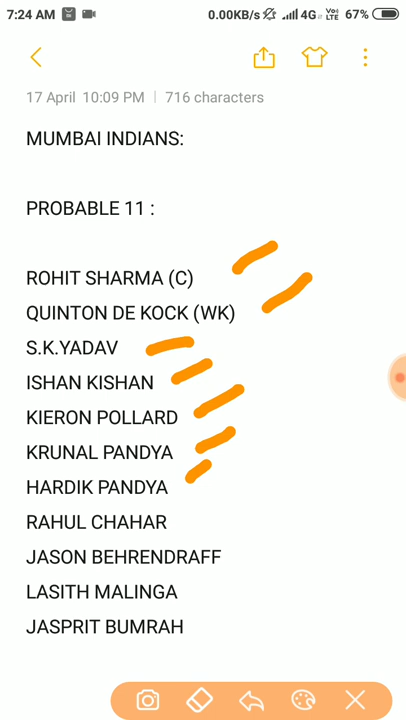 7:24 AM 0.00KB/s 4G Vo) LTE 67%
17 April 10:09 PM | 716 characters
MUMBAI INDIANS:
PROBABLE 11 :
ROHIT SHARMA (C)
QUINTON DE KOCK (WK)
S.K.YADAV
ISHAN KISHAN
KIERON POLLARD
KRUNAL PANDYA
HARDIK PANDYA
RAHUL CHAHAR
JASON BEHRENDRAFF
LASITH MALINGA
JASPRIT BUMRAH